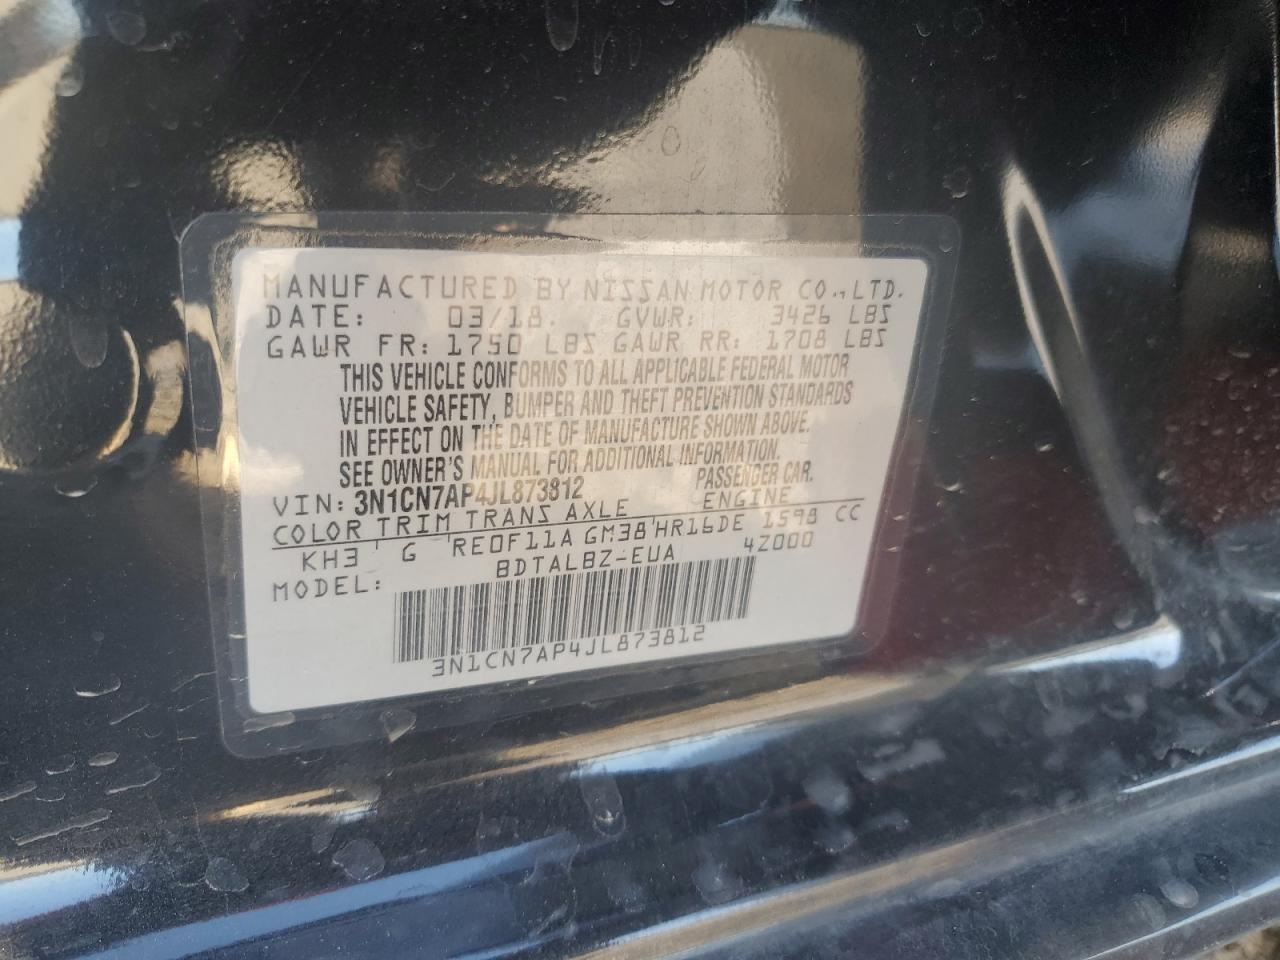 MANUFACTURED BY NISSAN MOTOR CO.,LTD.
DATE: 03/18. GVWR: 3426 LBS
GAWR FR: 1750 LBS GAWR RR: 1708 LBS
THIS VEHICLE CONFORMS TO ALL APPLICABLE FEDERAL MOTOR
VEHICLE SAFETY, BUMPER AND THEFT PREVENTION STANDARDS
IN EFFECT ON THE DATE OF MANUFACTURE SHOWN ABOVE.
SEE OWNER'S MANUAL FOR ADDITIONAL INFORMATION.
VIN: 3N1CN7AP4JL873812 PASSENGER CAR.
COLOR TRIM TRANS AXLE ENGINE
KH3 G RE0F11A GM38 HR16DE 1598 CC
MODEL: BDTALBZ-EUA 4Z000
3N1CN7AP4JL873812